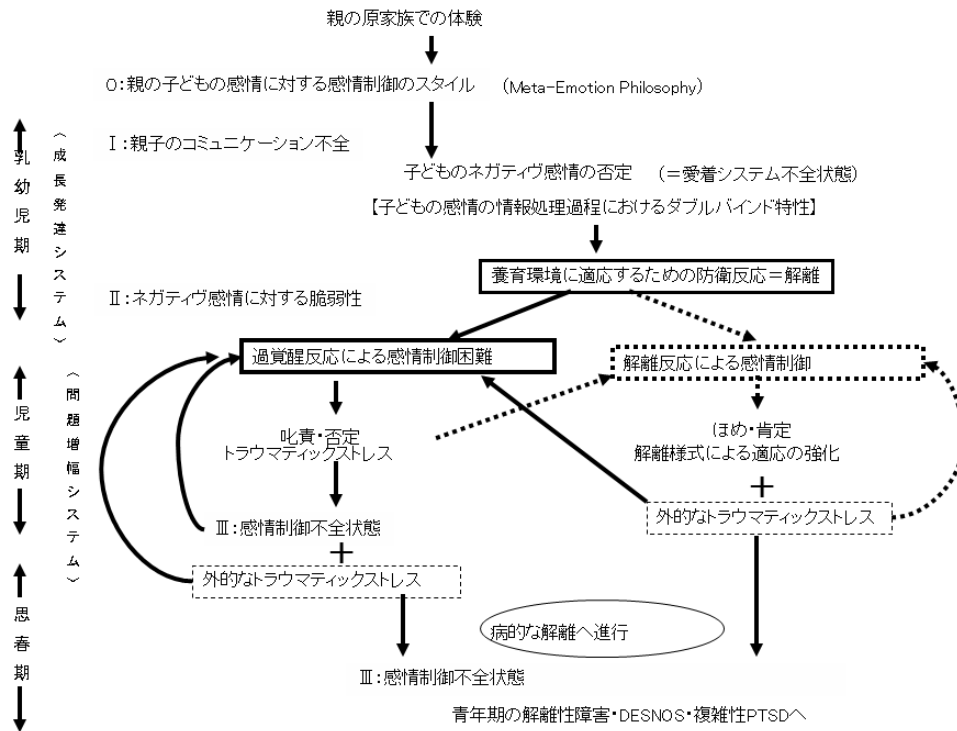 親の原家族での体験
0:親の子どもの感情に対する感情制御のスタイル (Meta-Emotion Philosophy)
Ⅰ:親子のコミュニケーション不全
子どものネガティヴ感情の否定 (=愛着システム不全状態)
【子どもの感情の情報処理過程におけるダブルバインド特性】
養育環境に適応するための防衛反応=解離
Ⅱ:ネガティヴ感情に対する脆弱性
過覚醒反応による感情制御困難
解離反応による感情制御
叱責・否定
トラウマティックストレス
ほめ・肯定
解離様式による適応の強化
+
外的なトラウマティックストレス
Ⅲ:感情制御不全状態
+
外的なトラウマティックストレス
病的な解離へ進行
Ⅲ:感情制御不全状態
青年期の解離性障害・DESNOS・複雑性PTSDへ
乳幼児期
〈成長発達システム〉
児童期
〈問題増幅システム〉
思春期